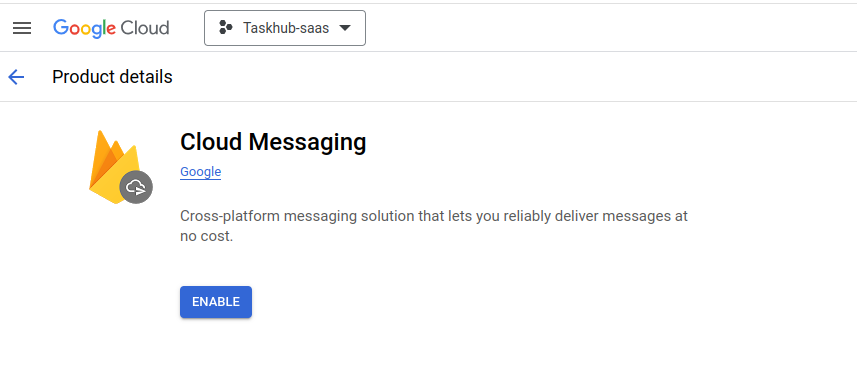 Google Cloud
Taskhub-saas
Product details
Cloud Messaging
Google
Cross-platform messaging solution that lets you reliably deliver messages at
no cost.
ENABLE